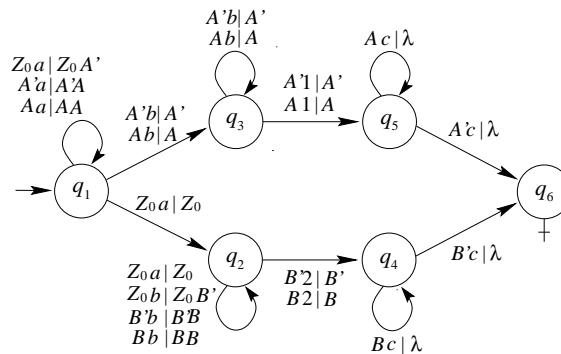 A'b|A'
Ab|A
Ac|λ
Z₀a|Z₀A'
A'a|A'A
Aa|AA
A'1|A'
A1|A
q₃
q₅
A'b|A'
Ab|A
A'c|λ
q₁
q₆
Z₀a|Z₀
B'c|λ
q₂
q₄
Z₀a|Z₀
Z₀b|Z₀B'
B'b|B'B
Bb|BB
B'2|B'
B2|B
Bc|λ